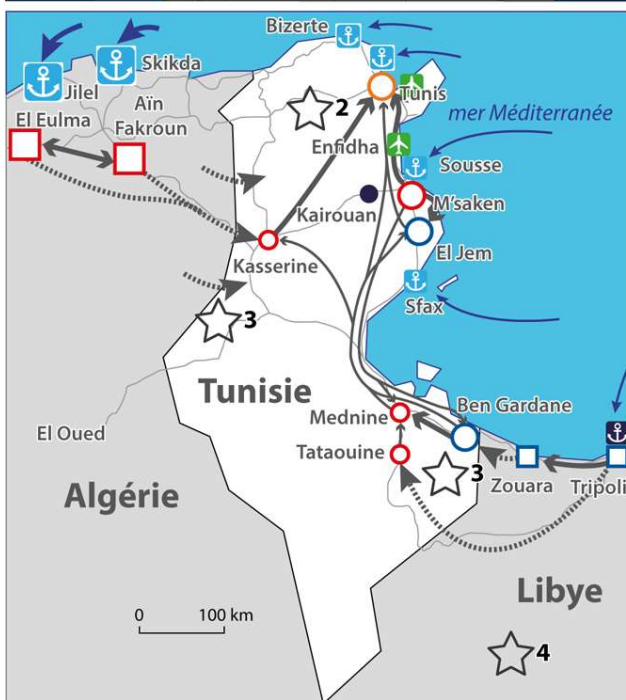 Bizerte
Skikda
Jilel
Aïn
Fakroun
El Eulma
2
Tunis
mer Méditerranée
Enfidha
Sousse
Kairouan
M'saken
El Jem
Kasserine
Sfax
3
Tunisie
Mednine
Ben Gardane
El Oued
Tataouine
3
Zouara
Tripoli
Algérie
Libye
0
100 km
4